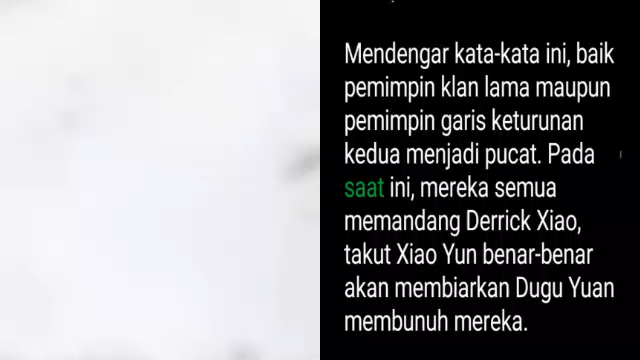 Mendengar kata-kata ini, baik
pemimpin klan lama maupun
pemimpin garis keturunan
kedua menjadi pucat. Pada
saat ini, mereka semua
memandang Derrick Xiao,
takut Xiao Yun benar-benar
akan membiarkan Dugu Yuan
membunuh mereka.